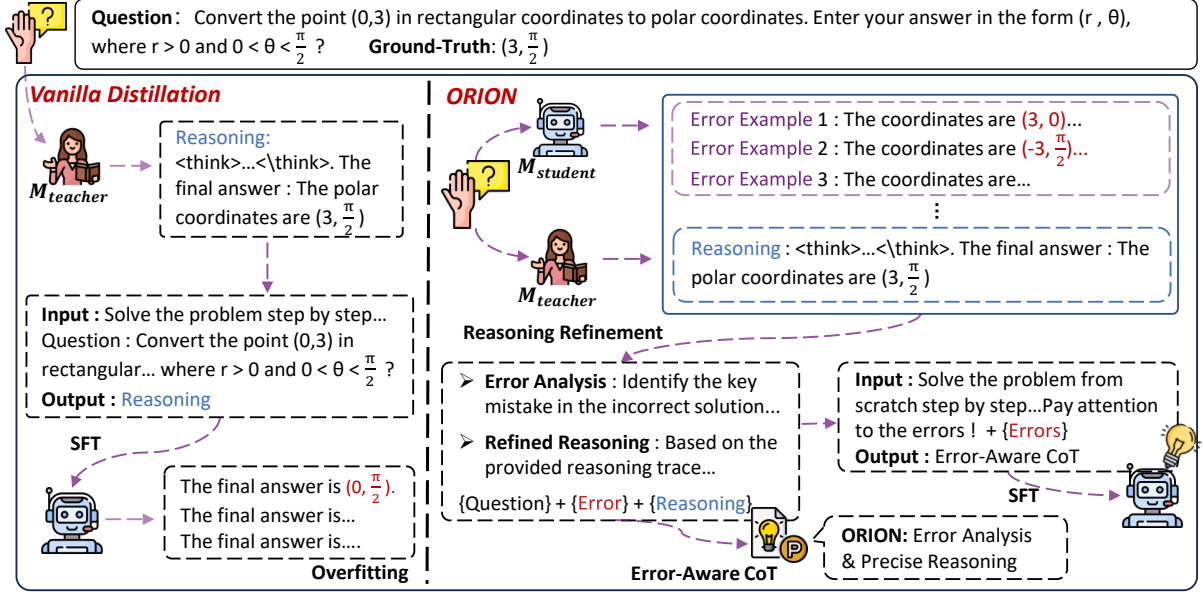 Question: Convert the point (0,3) in rectangular coordinates to polar coordinates. Enter your answer in the form (r , θ),
where r > 0 and 0 < θ < π/2 ? Ground-Truth: (3, π/2)
Vanilla Distillation
M_teacher
Reasoning:
<think>...<\think>. The
final answer : The polar
coordinates are (3, π/2)
Input : Solve the problem step by step...
Question : Convert the point (0,3) in
rectangular... where r > 0 and 0 < θ < π/2 ?
Output : Reasoning
SFT
The final answer is (0, π/2).
The final answer is...
The final answer is....
Overfitting
ORION
M_student
M_teacher
Error Example 1 : The coordinates are (3, 0)...
Error Example 2 : The coordinates are (-3, π/2)...
Error Example 3 : The coordinates are...
⋮
Reasoning : <think>...<\think>. The final answer : The
polar coordinates are (3, π/2)
Reasoning Refinement
➢ Error Analysis : Identify the key
mistake in the incorrect solution...
➢ Refined Reasoning : Based on the
provided reasoning trace...
{Question} + {Error} + {Reasoning}
Error-Aware CoT
P
ORION: Error Analysis
& Precise Reasoning
Input : Solve the problem from
scratch step by step...Pay attention
to the errors ! + {Errors}
Output : Error-Aware CoT
SFT